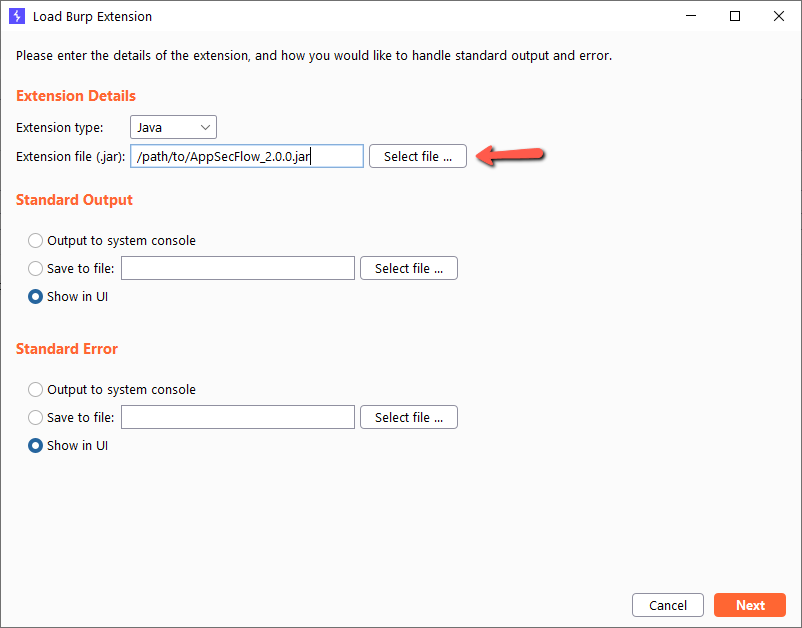 Load Burp Extension
Please enter the details of the extension, and how you would like to handle standard output and error.
Extension Details
Extension type: Java
Extension file (.jar): /path/to/AppSecFlow_2.0.0.jar Select file ...
Standard Output
Output to system console
Save to file: Select file ...
Show in UI
Standard Error
Output to system console
Save to file: Select file ...
Show in UI
Cancel Next